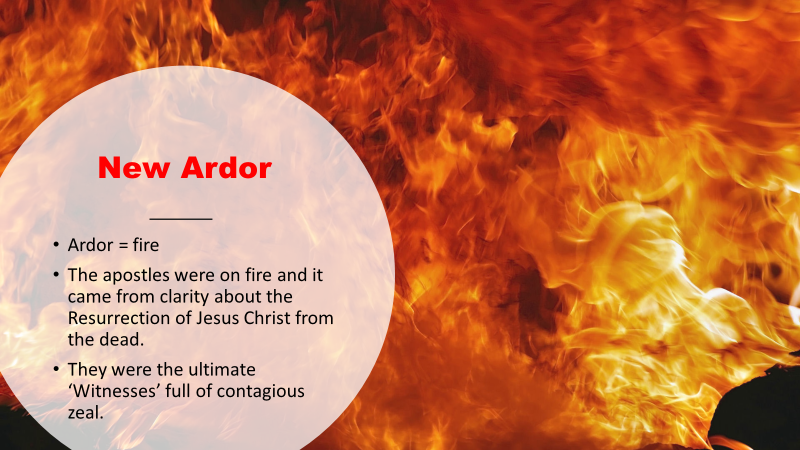 New Ardor
• Ardor = fire
• The apostles were on fire and it
came from clarity about the
Resurrection of Jesus Christ from
the dead.
• They were the ultimate
‘Witnesses’ full of contagious
zeal.